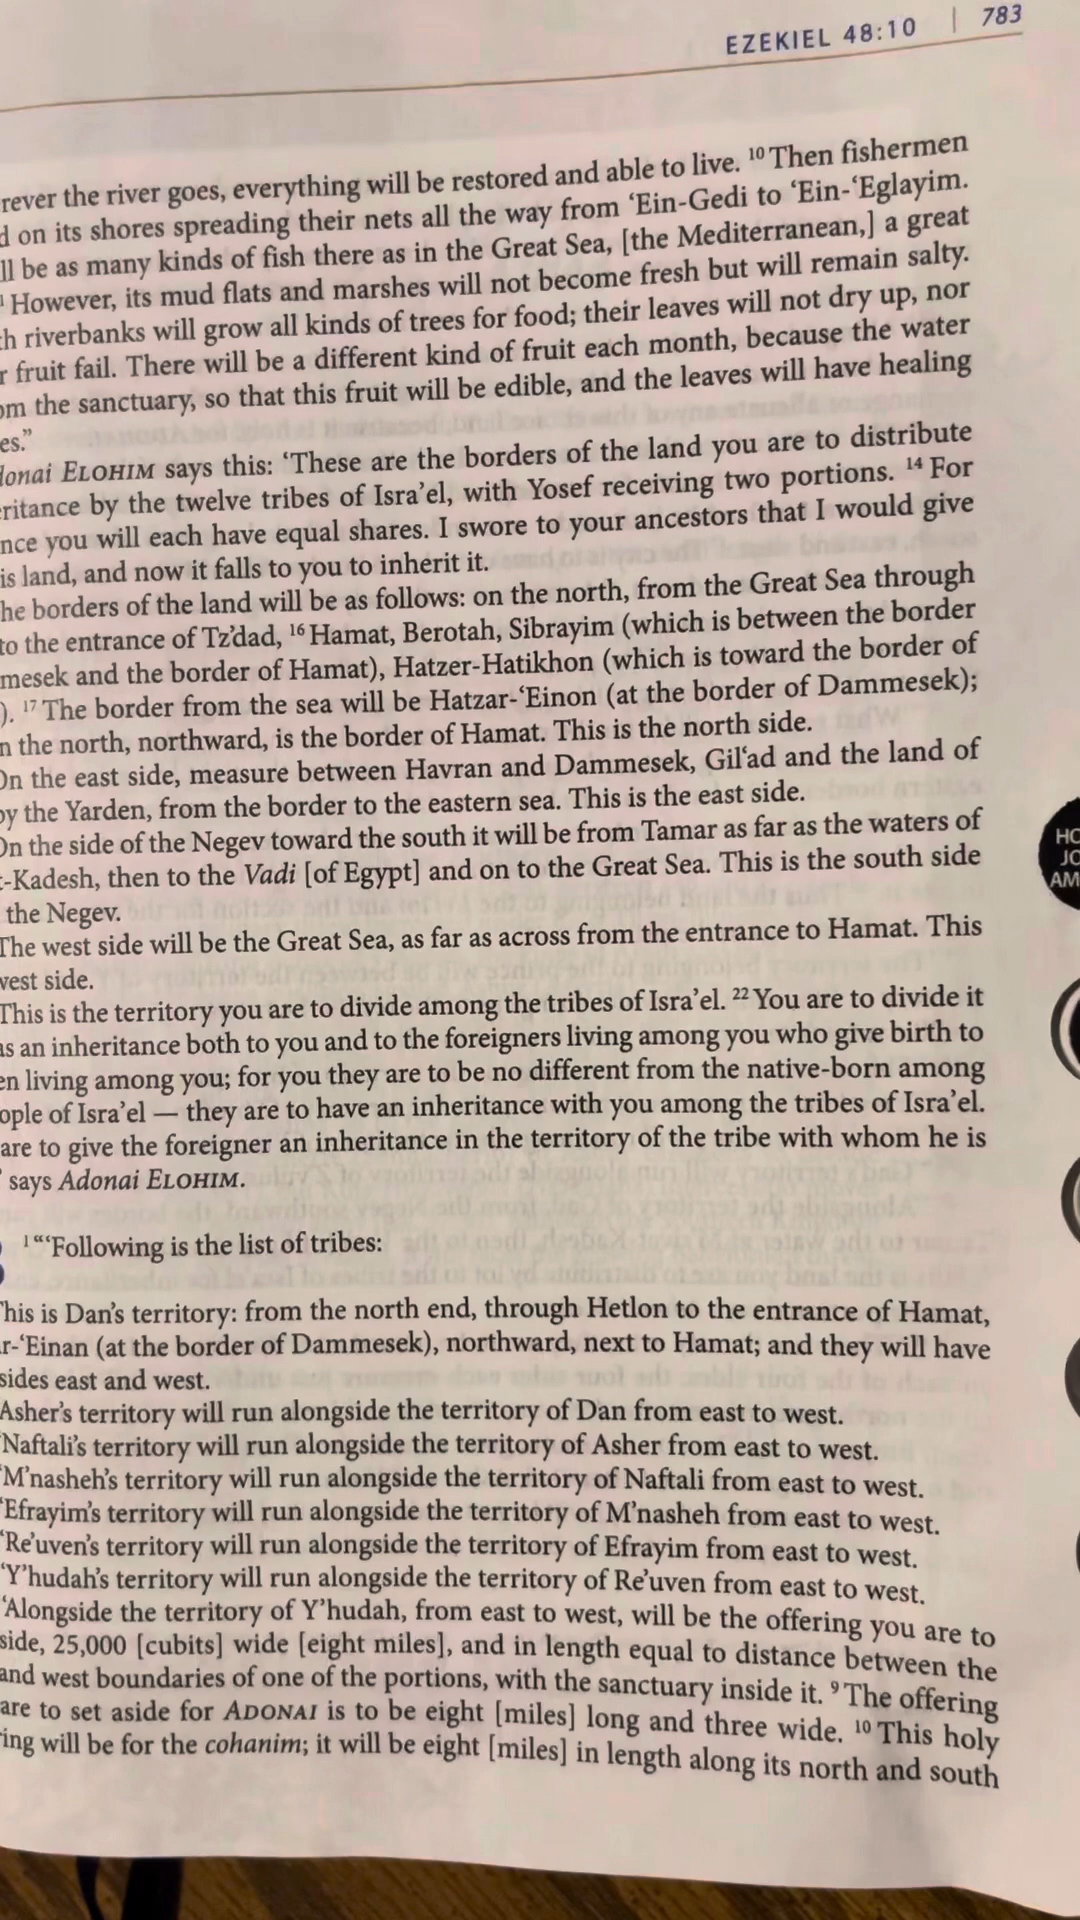 EZEKIEL 48:10 | 783
rever the river goes, everything will be restored and able to live. ¹⁰ Then fishermen
d on its shores spreading their nets all the way from ‘Ein-Gedi to ‘Ein-‘Eglayim.
ll be as many kinds of fish there as in the Great Sea, [the Mediterranean,] a great
However, its mud flats and marshes will not become fresh but will remain salty.
h riverbanks will grow all kinds of trees for food; their leaves will not dry up, nor
r fruit fail. There will be a different kind of fruit each month, because the water
om the sanctuary, so that this fruit will be edible, and the leaves will have healing
es.”
donai ELOHIM says this: ‘These are the borders of the land you are to distribute
ritance by the twelve tribes of Isra’el, with Yosef receiving two portions. ¹⁴ For
nce you will each have equal shares. I swore to your ancestors that I would give
is land, and now it falls to you to inherit it.
he borders of the land will be as follows: on the north, from the Great Sea through
to the entrance of Tz’dad, ¹⁶ Hamat, Berotah, Sibrayim (which is between the border
mesek and the border of Hamat), Hatzer-Hatikhon (which is toward the border of
). ¹⁷ The border from the sea will be Hatzar-‘Einon (at the border of Dammesek);
n the north, northward, is the border of Hamat. This is the north side.
On the east side, measure between Havran and Dammesek, Gil‘ad and the land of
by the Yarden, from the border to the eastern sea. This is the east side.
On the side of the Negev toward the south it will be from Tamar as far as the waters of
-Kadesh, then to the Vadi [of Egypt] and on to the Great Sea. This is the south side
the Negev.
The west side will be the Great Sea, as far as across from the entrance to Hamat. This
west side.
This is the territory you are to divide among the tribes of Isra’el. ²² You are to divide it
as an inheritance both to you and to the foreigners living among you who give birth to
en living among you; for you they are to be no different from the native-born among
ople of Isra’el — they are to have an inheritance with you among the tribes of Isra’el.
are to give the foreigner an inheritance in the territory of the tribe with whom he is
’ says Adonai ELOHIM.
¹ “‘Following is the list of tribes:
This is Dan’s territory: from the north end, through Hetlon to the entrance of Hamat,
r-‘Einan (at the border of Dammesek), northward, next to Hamat; and they will have
sides east and west.
Asher’s territory will run alongside the territory of Dan from east to west.
‘Naftali’s territory will run alongside the territory of Asher from east to west.
‘M’nasheh’s territory will run alongside the territory of Naftali from east to west.
‘Efrayim’s territory will run alongside the territory of M’nasheh from east to west.
‘Re’uven’s territory will run alongside the territory of Efrayim from east to west.
‘Y’hudah’s territory will run alongside the territory of Re’uven from east to west.
‘Alongside the territory of Y’hudah, from east to west, will be the offering you are to
side, 25,000 [cubits] wide [eight miles], and in length equal to distance between the
and west boundaries of one of the portions, with the sanctuary inside it. ⁹ The offering
are to set aside for ADONAI is to be eight [miles] long and three wide. ¹⁰ This holy
ing will be for the cohanim; it will be eight [miles] in length along its north and south
HO
JO
AM